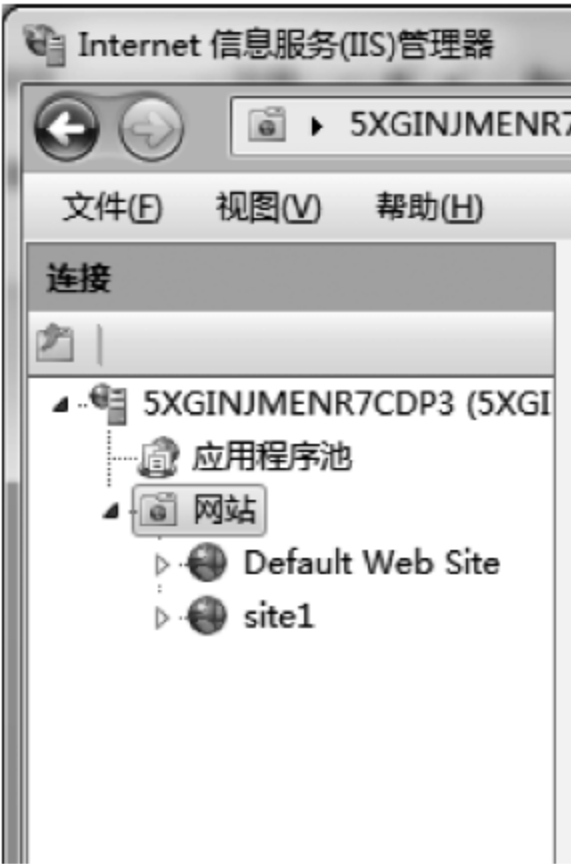 Internet 信息服务(IIS)管理器
5XGINJMENR7
文件(F) 视图(V) 帮助(H)
连接
5XGINJMENR7CDP3 (5XGI
应用程序池
网站
Default Web Site
site1